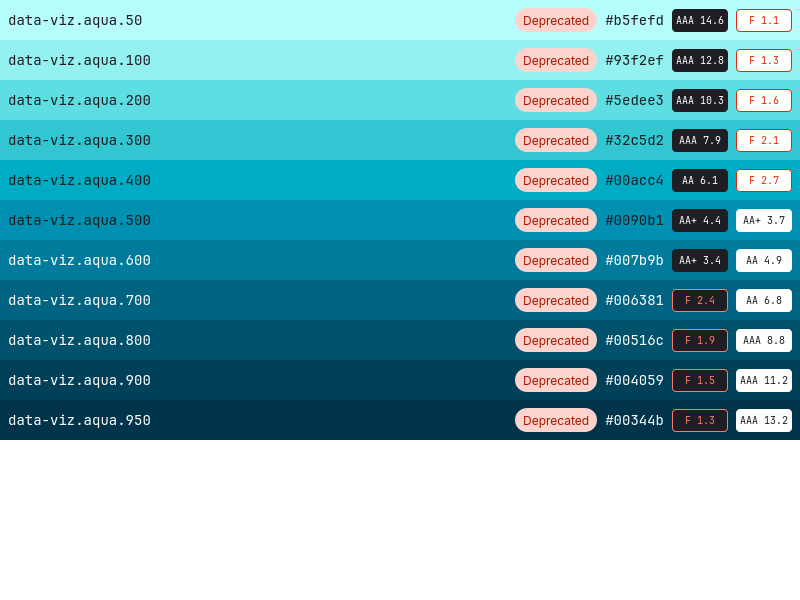 data-viz.aqua.50 Deprecated #b5fefd AAA 14.6 F 1.1
data-viz.aqua.100 Deprecated #93f2ef AAA 12.8 F 1.3
data-viz.aqua.200 Deprecated #5edee3 AAA 10.3 F 1.6
data-viz.aqua.300 Deprecated #32c5d2 AAA 7.9 F 2.1
data-viz.aqua.400 Deprecated #00acc4 AA 6.1 F 2.7
data-viz.aqua.500 Deprecated #0090b1 AA+ 4.4 AA+ 3.7
data-viz.aqua.600 Deprecated #007b9b AA+ 3.4 AA 4.9
data-viz.aqua.700 Deprecated #006381 F 2.4 AA 6.8
data-viz.aqua.800 Deprecated #00516c F 1.9 AAA 8.8
data-viz.aqua.900 Deprecated #004059 F 1.5 AAA 11.2
data-viz.aqua.950 Deprecated #00344b F 1.3 AAA 13.2